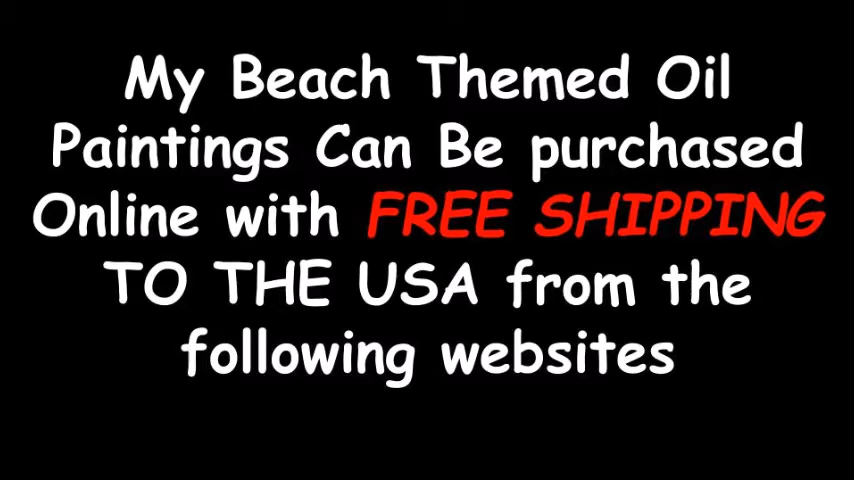 My Beach Themed Oil
Paintings Can Be purchased
Online with FREE SHIPPING
TO THE USA from the
following websites